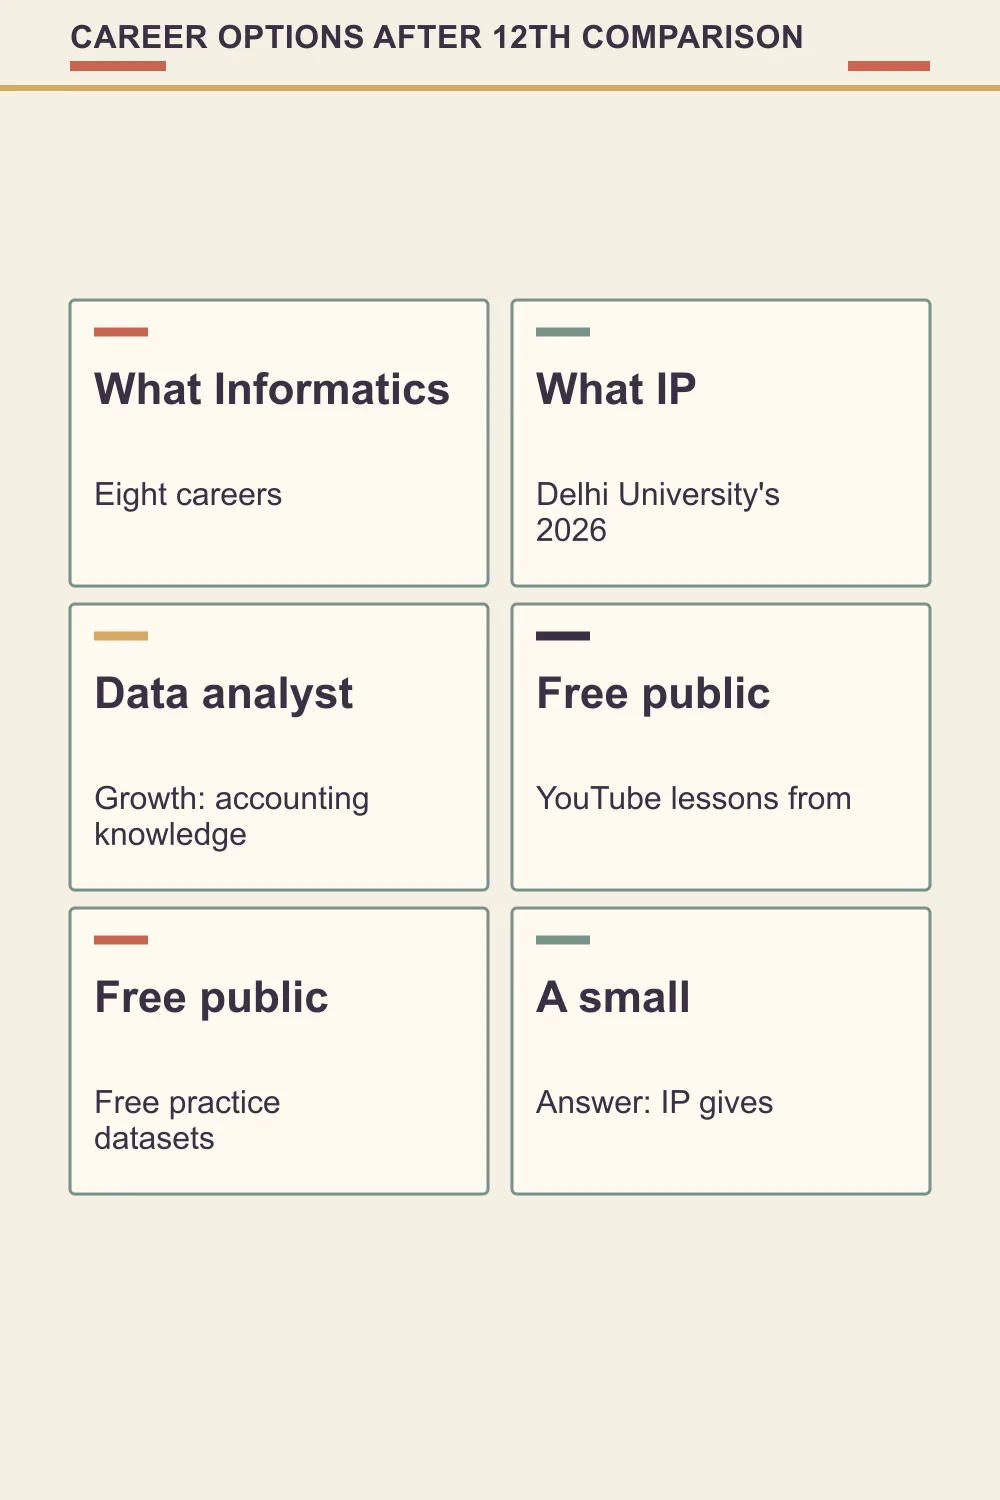 CAREER OPTIONS AFTER 12TH COMPARISON
What Informatics
Eight careers
What IP
Delhi University's
2026
Data analyst
Growth: accounting
knowledge
Free public
YouTube lessons from
Free public
Free practice
datasets
A small
Answer: IP gives